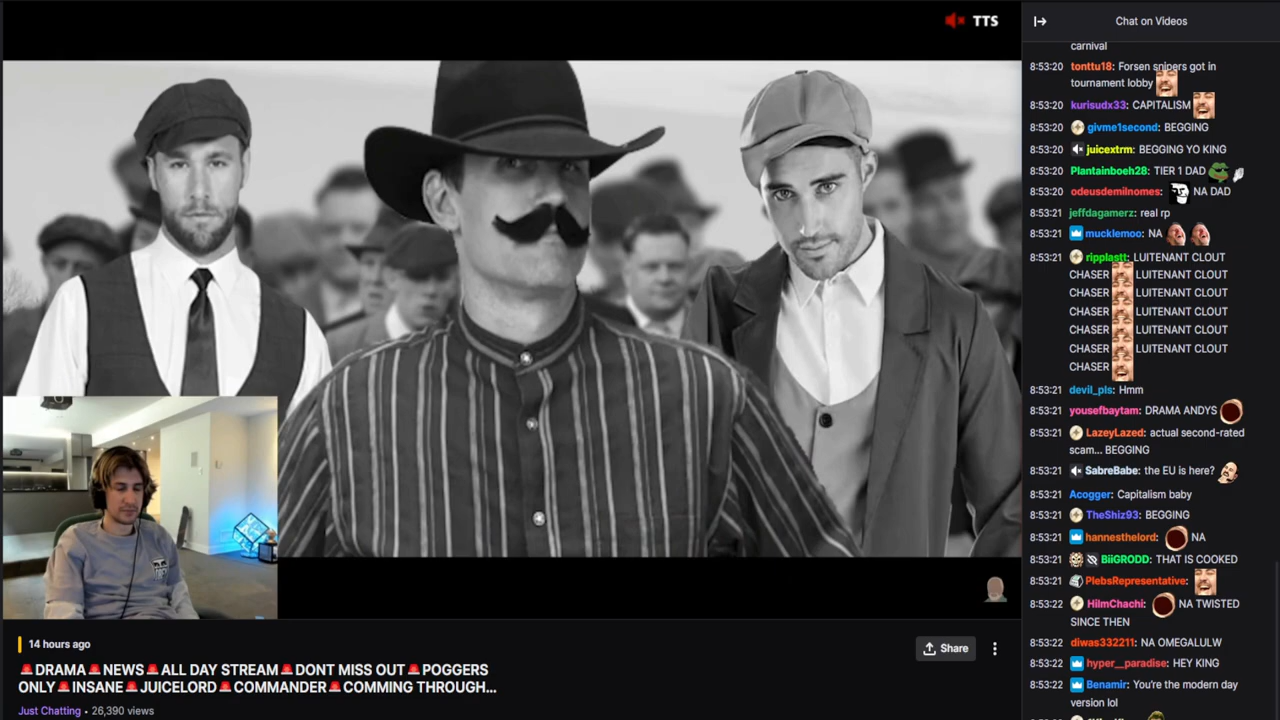 TTS
Chat on Videos
carnival
8:53:20 tonttu18: Forsen snipers got in
tournament lobby
8:53:20 kurisudx33: CAPITALISM
8:53:20 givme1second: BEGGING
8:53:20 juicextrm: BEGGING YO KING
8:53:20 Plantainboeh28: TIER 1 DAD
8:53:20 odeusdemilnomes: NA DAD
8:53:21 jeffdagamerz: real rp
8:53:21 mucklemoo: NA
8:53:21 ripplastt: LUITENANT CLOUT
CHASER LUITENANT CLOUT
CHASER LUITENANT CLOUT
CHASER LUITENANT CLOUT
CHASER LUITENANT CLOUT
CHASER LUITENANT CLOUT
CHASER
8:53:21 devil_pls: Hmm
8:53:21 yousefbaytam: DRAMA ANDYS
8:53:21 LazeyLazed: actual second-rated
scam... BEGGING
8:53:21 SabreBabe: the EU is here?
8:53:21 Acogger: Capitalism baby
8:53:21 TheShiz93: BEGGING
8:53:21 hannesthelord: NA
8:53:21 BiiGRODD: THAT IS COOKED
8:53:21 PlebsRepresentative:
8:53:22 HilmChachi: NA TWISTED
SINCE THEN
8:53:22 diwas332211: NA OMEGALULW
8:53:22 hyper__paradise: HEY KING
8:53:22 Benamir: You're the modern day
version lol
14 hours ago
Share
🚨DRAMA🚨NEWS🚨ALL DAY STREAM🚨DONT MISS OUT🚨POGGERS
ONLY🚨INSANE🚨JUICELORD🚨COMMANDER🚨COMMING THROUGH...
Just Chatting • 26,390 views